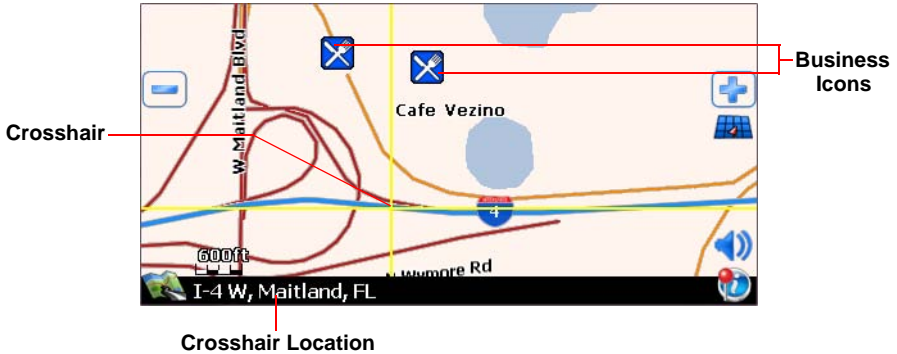 W Maitland Blvd
Business
Icons
Cafe Vezino
Crosshair
4
600ft
N Wymore Rd
I-4 W, Maitland, FL
Crosshair Location